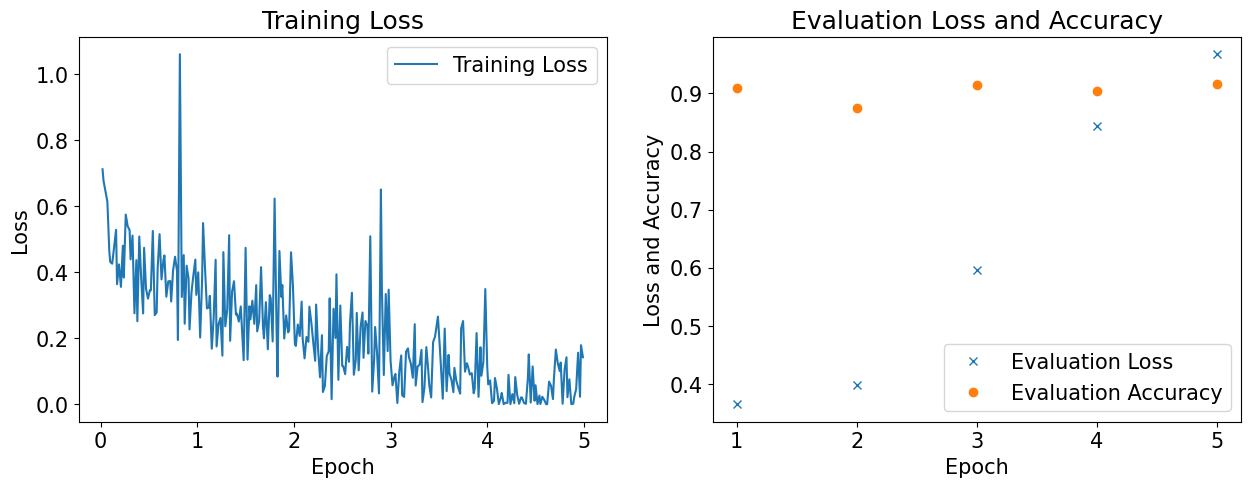 Training Loss
Training Loss
1.0
0.8
0.6
0.4
0.2
0.0
Loss
0 1 2 3 4 5
Epoch
Evaluation Loss and Accuracy
0.9
0.8
0.7
0.6
0.5
0.4
Loss and Accuracy
Evaluation Loss
Evaluation Accuracy
1 2 3 4 5
Epoch